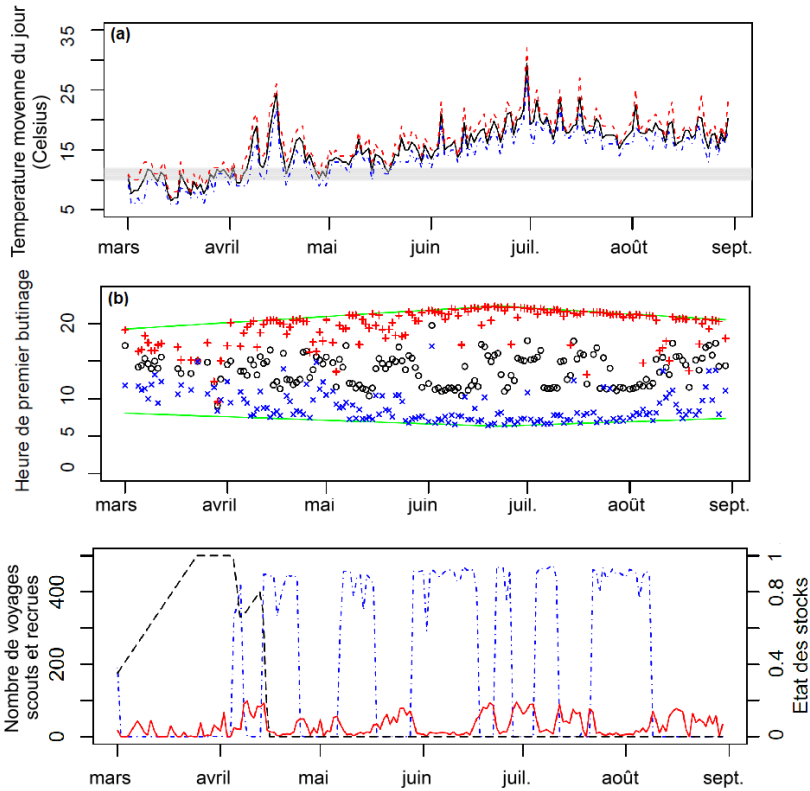 (a)
Temperature moyenne du jour
(Celsius)
35
25
15
5
mars avril mai juin juil. août sept.
(b)
Heure de premier butinage
20
10
5
0
mars avril mai juin juil. août sept.
Nombre de voyages
scouts et recrues
400
200
0
Etat des stocks
1
0.8
0.4
0
mars avril mai juin juil. août sept.